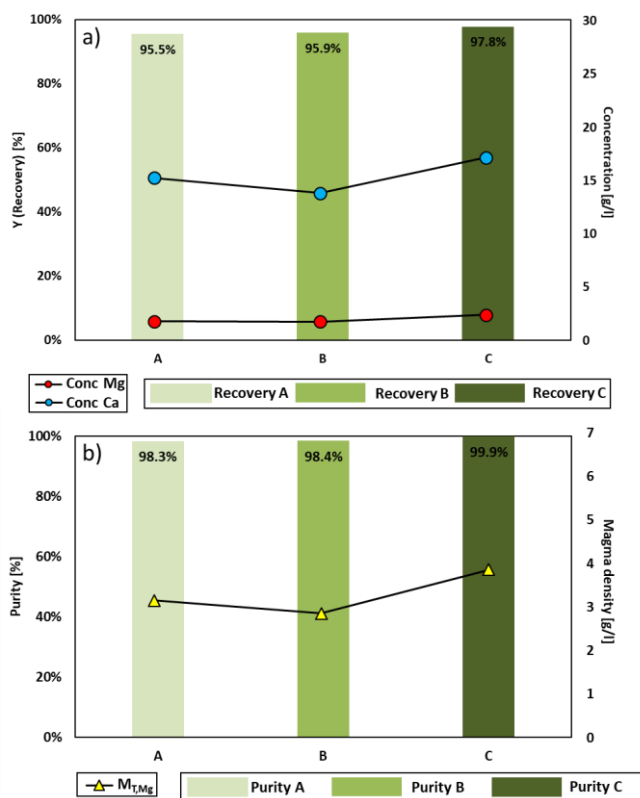 a)
Y (Recovery) [%]
100%
80%
60%
40%
20%
0%
95.5%
95.9%
97.8%
30
25
20
15
10
5
0
Concentration [g/l]
A
B
C
Conc Mg
Conc Ca
Recovery A
Recovery B
Recovery C
b)
Purity [%]
100%
80%
60%
40%
20%
0%
98.3%
98.4%
99.9%
7
6
5
4
3
2
1
0
Magma density [g/l]
A
B
C
M_T,Mg
Purity A
Purity B
Purity C